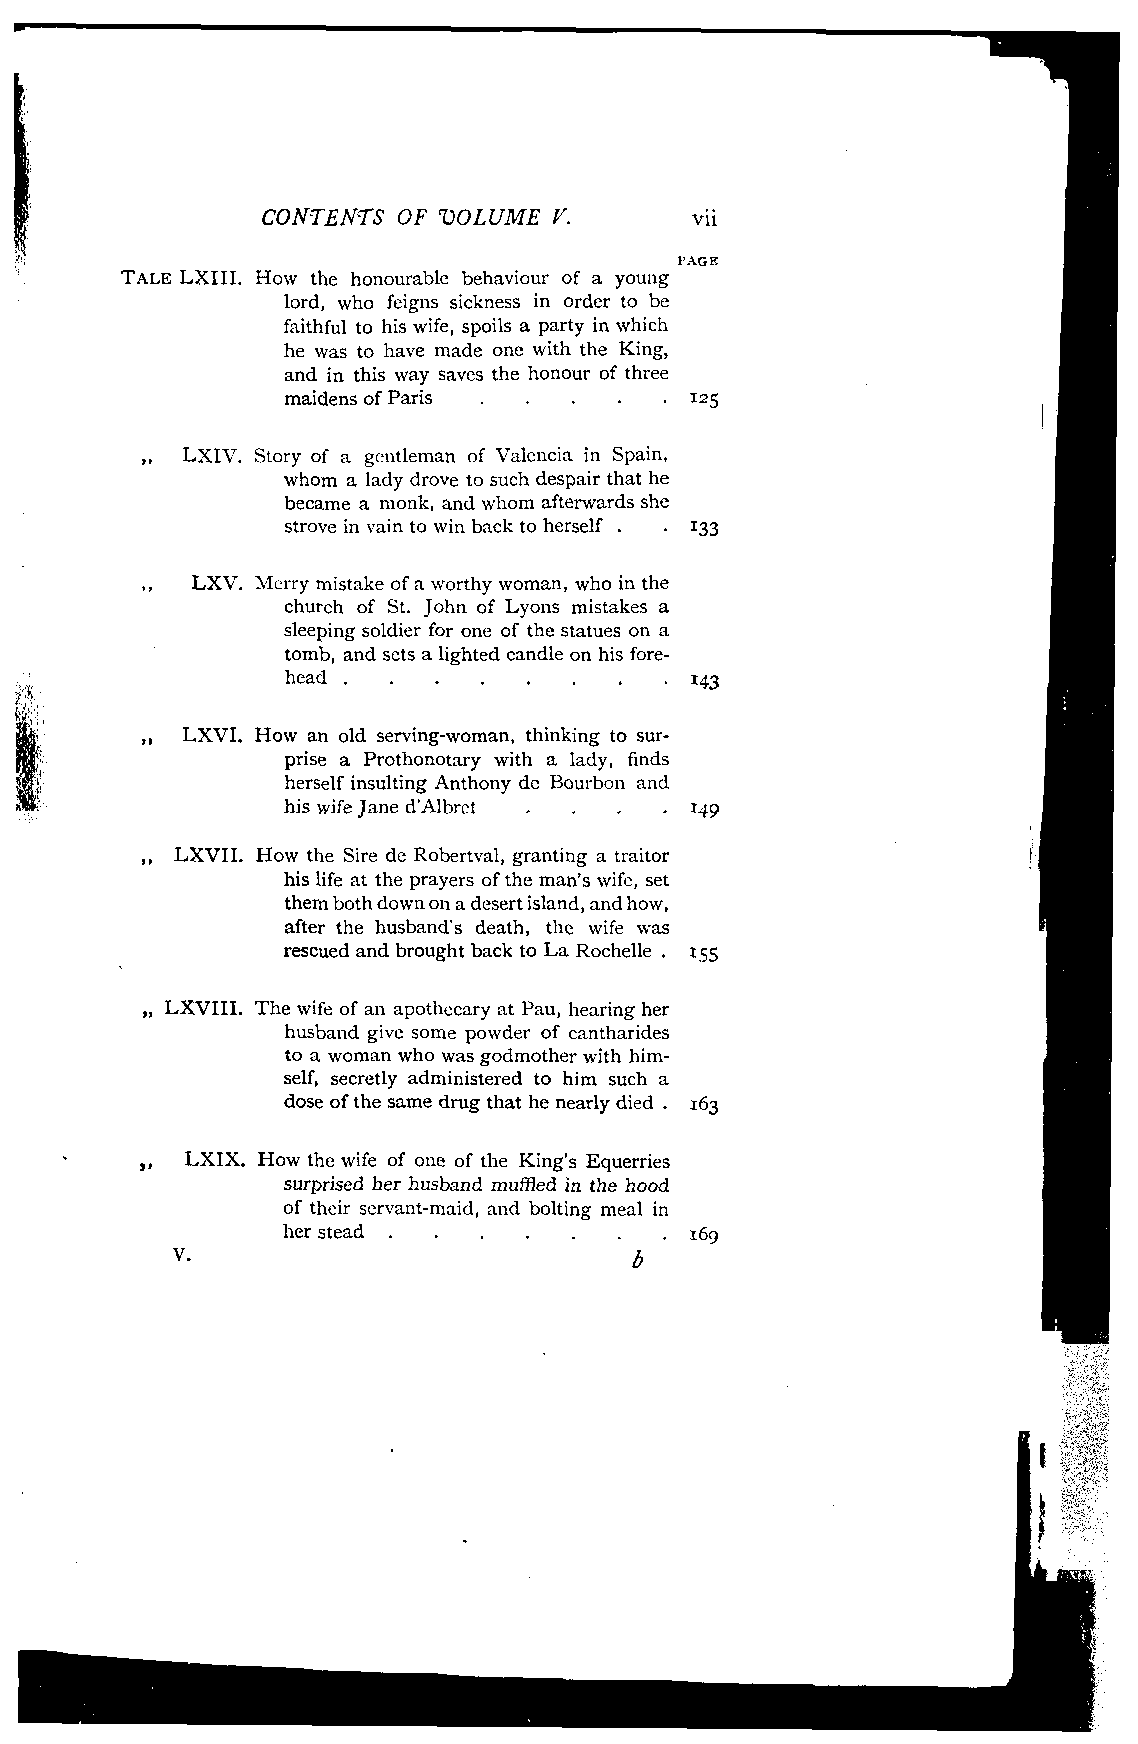 CONTENTS OF VOLUME V. vii
PAGE
TALE LXIII. How the honourable behaviour of a young
lord, who feigns sickness in order to be
faithful to his wife, spoils a party in which
he was to have made one with the King,
and in this way saves the honour of three
maidens of Paris . . . . . 125
„ LXIV. Story of a gentleman of Valencia in Spain,
whom a lady drove to such despair that he
became a monk, and whom afterwards she
strove in vain to win back to herself . . 133
„ LXV. Merry mistake of a worthy woman, who in the
church of St. John of Lyons mistakes a
sleeping soldier for one of the statues on a
tomb, and sets a lighted candle on his fore-
head . . . . . . . . 143
„ LXVI. How an old serving-woman, thinking to sur-
prise a Prothonotary with a lady, finds
herself insulting Anthony de Bourbon and
his wife Jane d'Albret . . . . 149
„ LXVII. How the Sire de Robertval, granting a traitor
his life at the prayers of the man's wife, set
them both down on a desert island, and how,
after the husband's death, the wife was
rescued and brought back to La Rochelle . 155
„ LXVIII. The wife of an apothecary at Pau, hearing her
husband give some powder of cantharides
to a woman who was godmother with him-
self, secretly administered to him such a
dose of the same drug that he nearly died . 163
„ LXIX. How the wife of one of the King's Equerries
surprised her husband muffled in the hood
of their servant-maid, and bolting meal in
her stead . . . . . . . 169
V. b